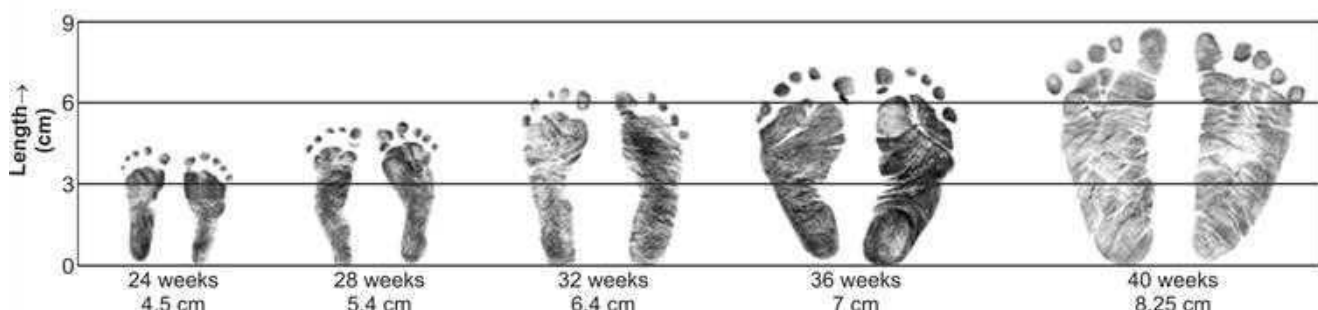 9
6
3
0
Length→
(cm)
24 weeks
4.5 cm
28 weeks
5.4 cm
32 weeks
6.4 cm
36 weeks
7 cm
40 weeks
8.25 cm